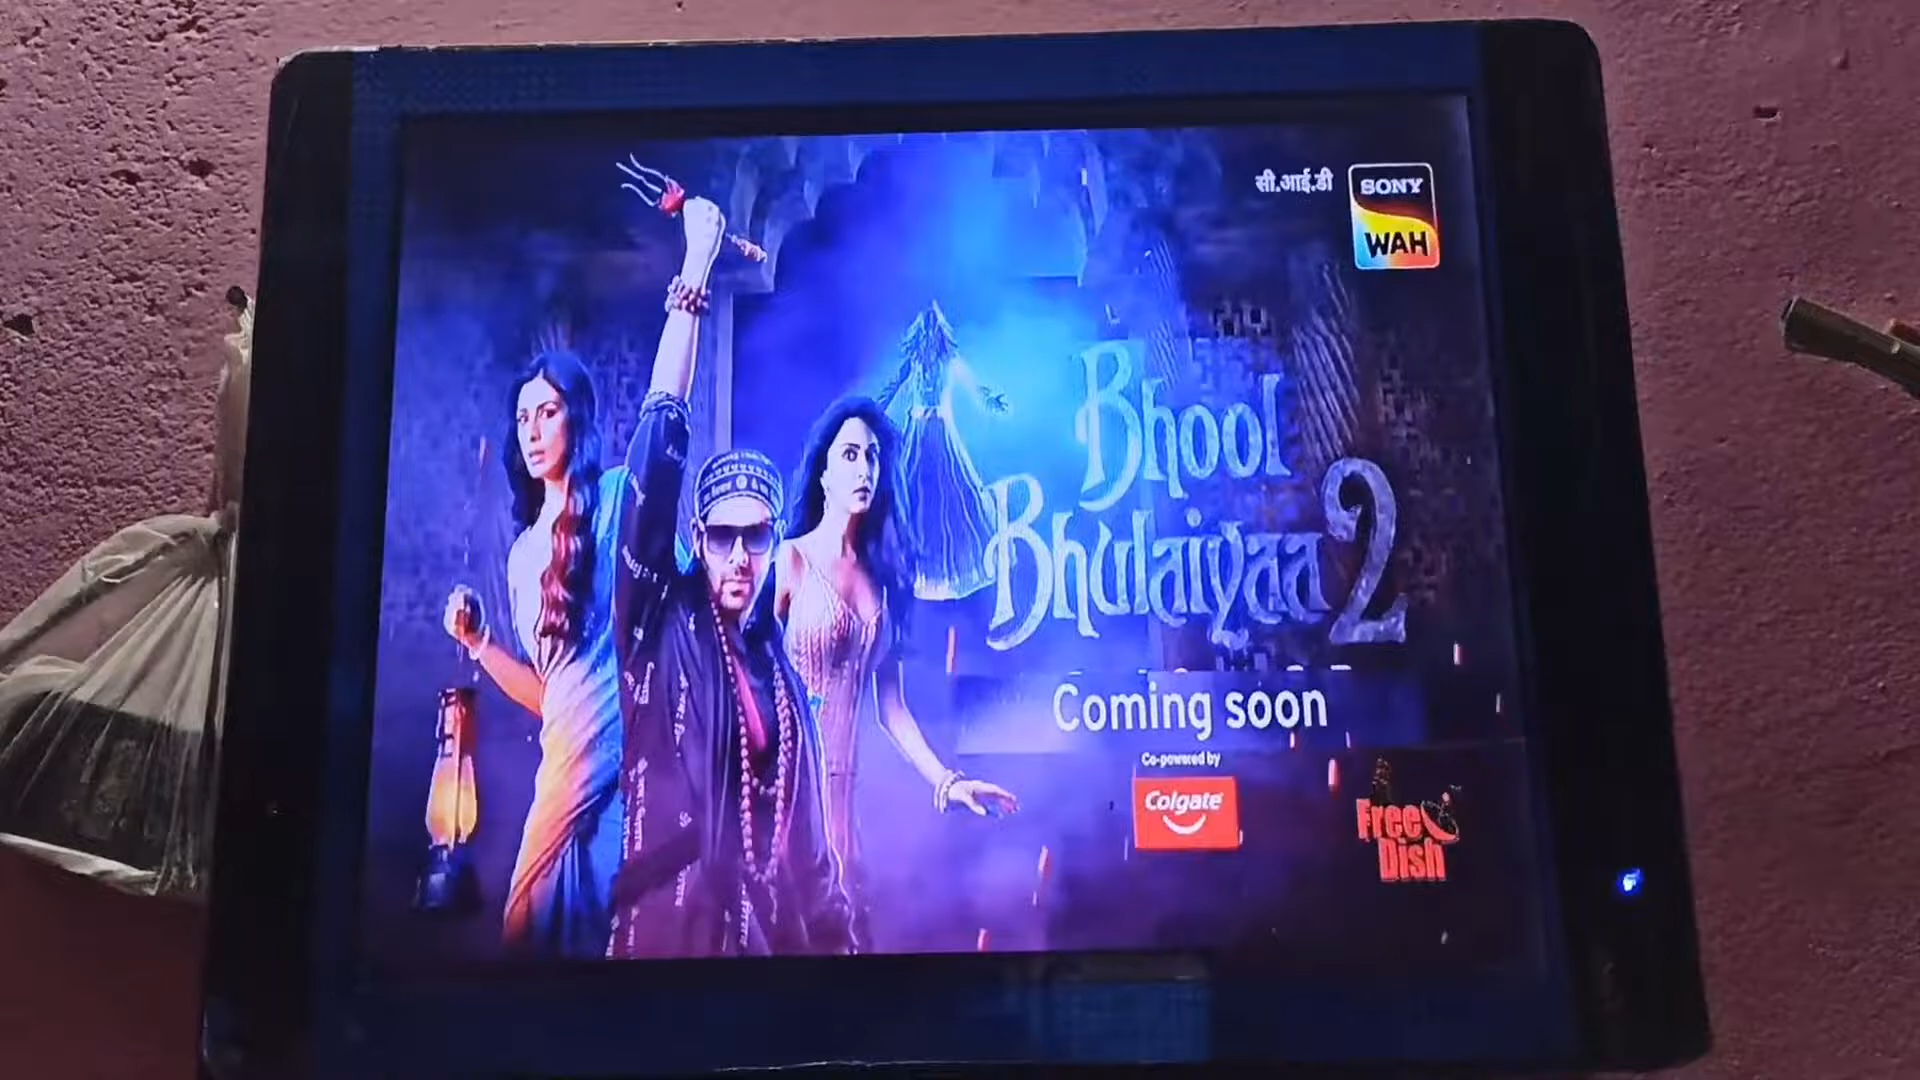 सी.आई.डी
SONY
WAH
Bhool
Bhulaiyaa 2
Coming soon
Co-powered by
Colgate
Free
Dish